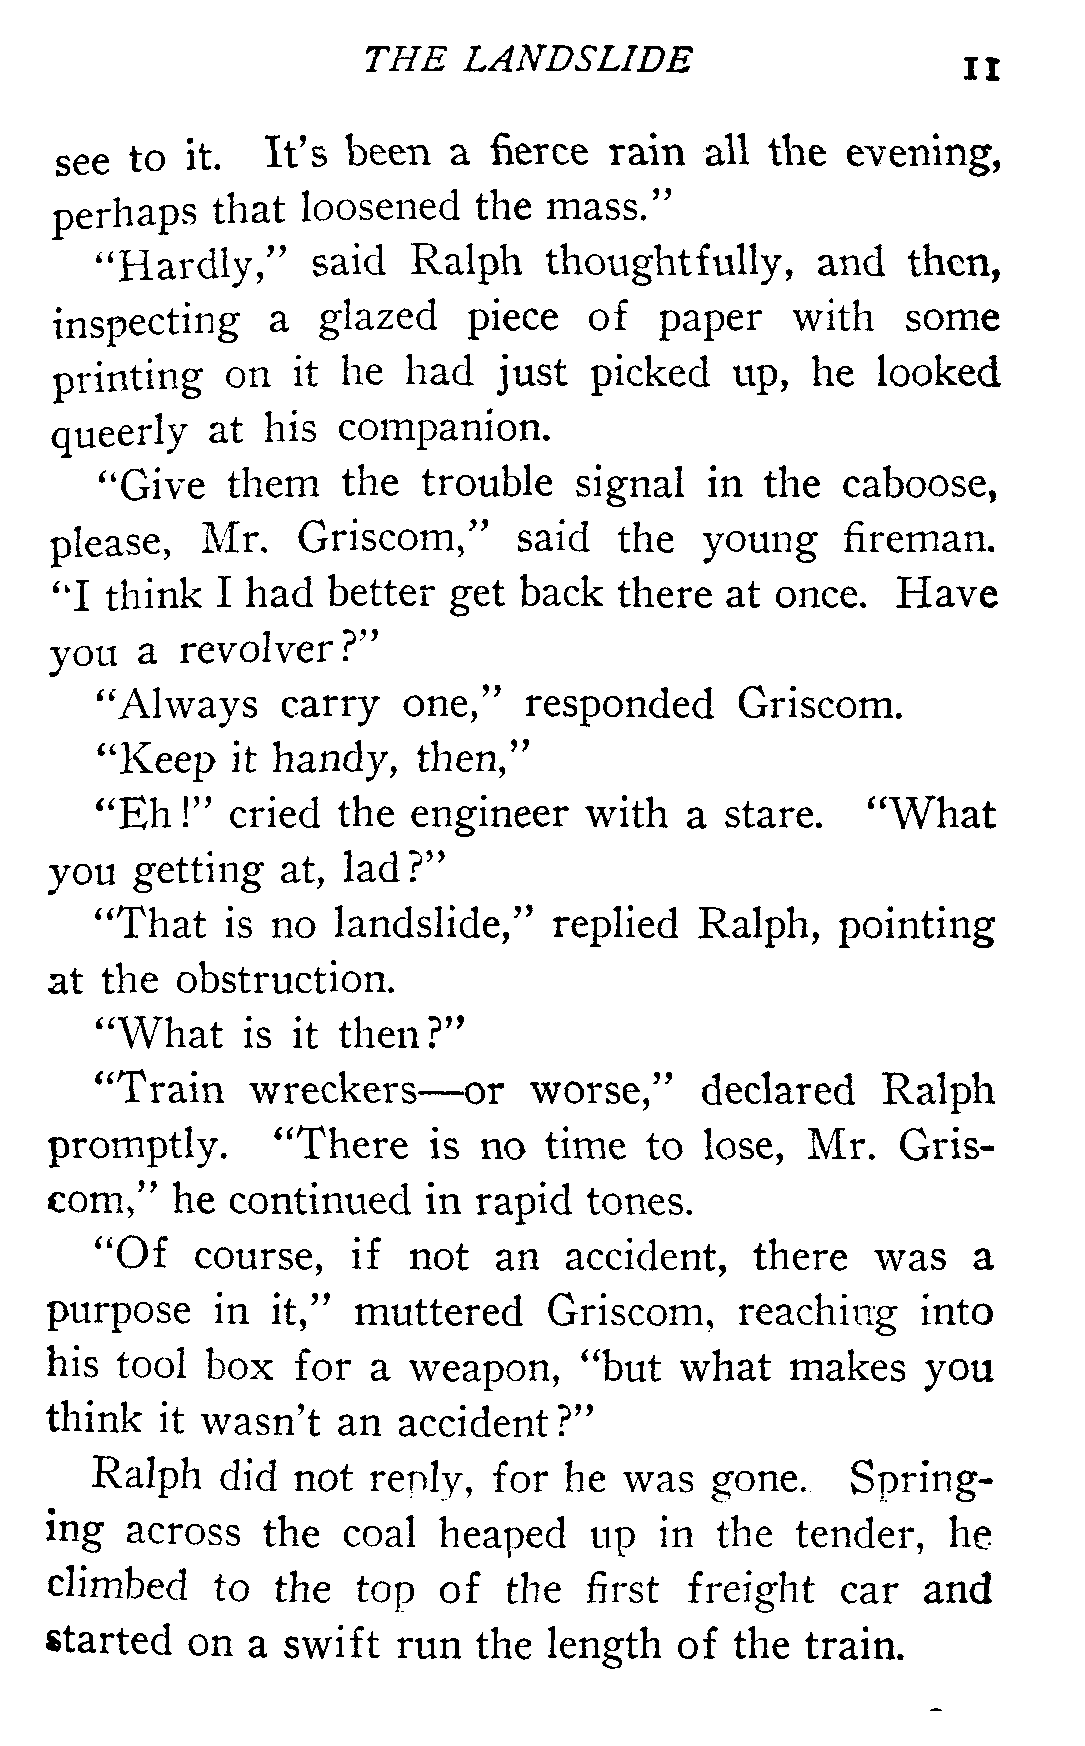 THE LANDSLIDE 11
see to it. It's been a fierce rain all the evening,
perhaps that loosened the mass."
"Hardly," said Ralph thoughtfully, and then,
inspecting a glazed piece of paper with some
printing on it he had just picked up, he looked
queerly at his companion.
"Give them the trouble signal in the caboose,
please, Mr. Griscom," said the young fireman.
"I think I had better get back there at once. Have
you a revolver?"
"Always carry one," responded Griscom.
"Keep it handy, then,"
"Eh!" cried the engineer with a stare. "What
you getting at, lad?"
"That is no landslide," replied Ralph, pointing
at the obstruction.
"What is it then?"
"Train wreckers—or worse," declared Ralph
promptly. "There is no time to lose, Mr. Gris-
com," he continued in rapid tones.
"Of course, if not an accident, there was a
purpose in it," muttered Griscom, reaching into
his tool box for a weapon, "but what makes you
think it wasn't an accident?"
Ralph did not reply, for he was gone. Spring-
ing across the coal heaped up in the tender, he
climbed to the top of the first freight car and
started on a swift run the length of the train.